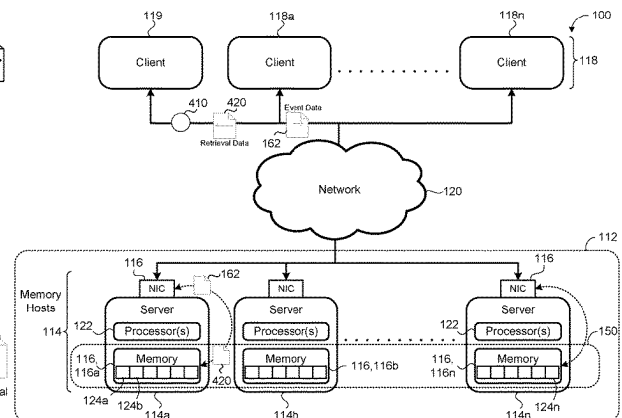 119
118a
118n
100
Client
Client
Client
118
410
420
Event Data
Retrieval Data
162
Network
120
112
116
162
116
Memory Hosts
NIC
NIC
NIC
Server
Server
Server
114
122
Processor(s)
Processor(s)
122
Processor(s)
150
116, 116a
Memory
Memory
116,116b
116, 116n
Memory
420
124a
124b
124n
114a
114b
114n